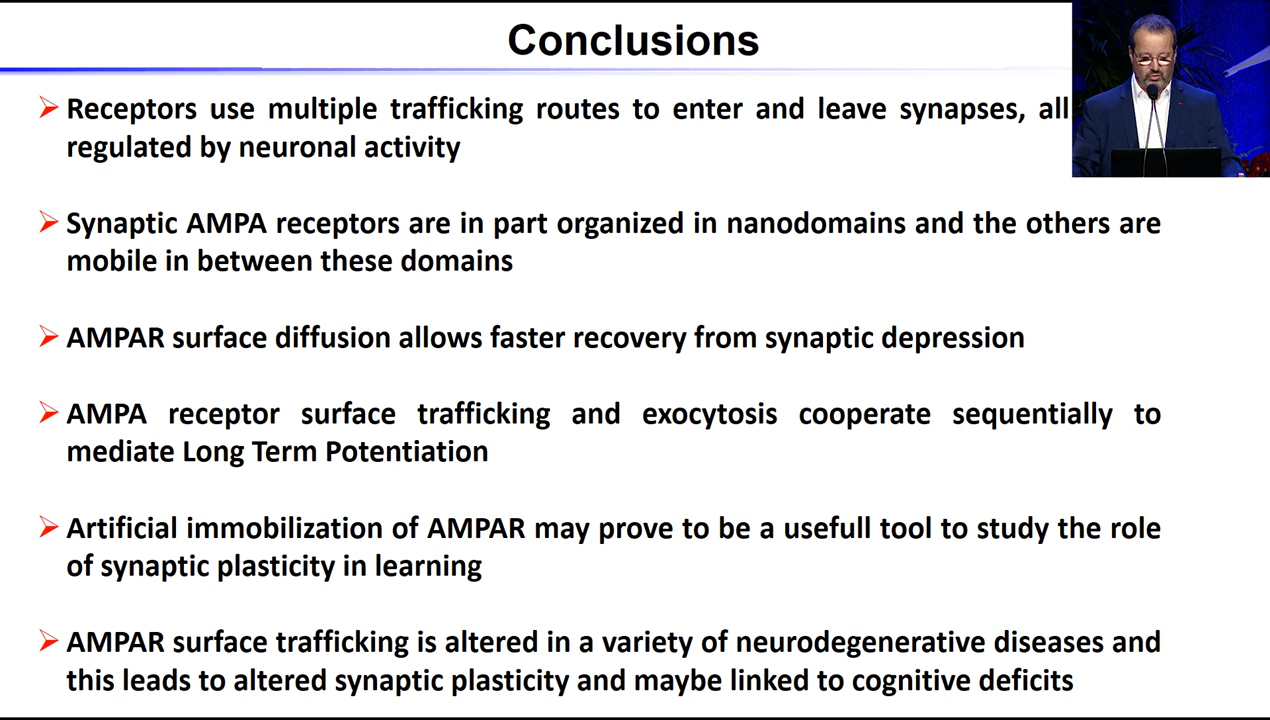 Conclusions
Receptors use multiple trafficking routes to enter and leave synapses, all
regulated by neuronal activity
Synaptic AMPA receptors are in part organized in nanodomains and the others are
mobile in between these domains
AMPAR surface diffusion allows faster recovery from synaptic depression
AMPA receptor surface trafficking and exocytosis cooperate sequentially to
mediate Long Term Potentiation
Artificial immobilization of AMPAR may prove to be a usefull tool to study the role
of synaptic plasticity in learning
AMPAR surface trafficking is altered in a variety of neurodegenerative diseases and
this leads to altered synaptic plasticity and maybe linked to cognitive deficits